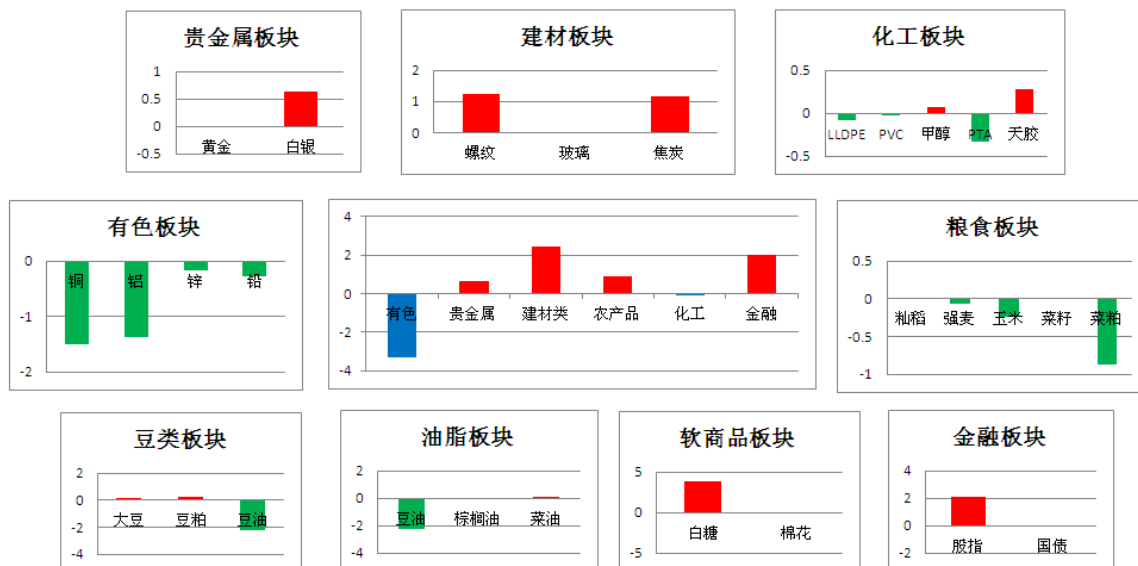 贵金属板块
1
0.5
0
-0.5
黄金 白银
建材板块
2
1
0
螺纹 玻璃 焦炭
化工板块
0.5
0
-0.5
LLDPE PVC 甲醇 PTA 天胶
有色板块
0
-1
-2
铜 铝 锌 铅
4
2
0
-2
-4
有色 贵金属 建材类 农产品 化工 金融
粮食板块
0.5
0
-0.5
-1
籼稻 强麦 玉米 菜籽 菜粕
豆类板块
2
0
-2
-4
大豆 豆粕 豆油
油脂板块
2
0
-2
-4
豆油 棕榈油 菜油
软商品板块
5
0
-5
白糖 棉花
金融板块
4
2
0
-2
股指 国债